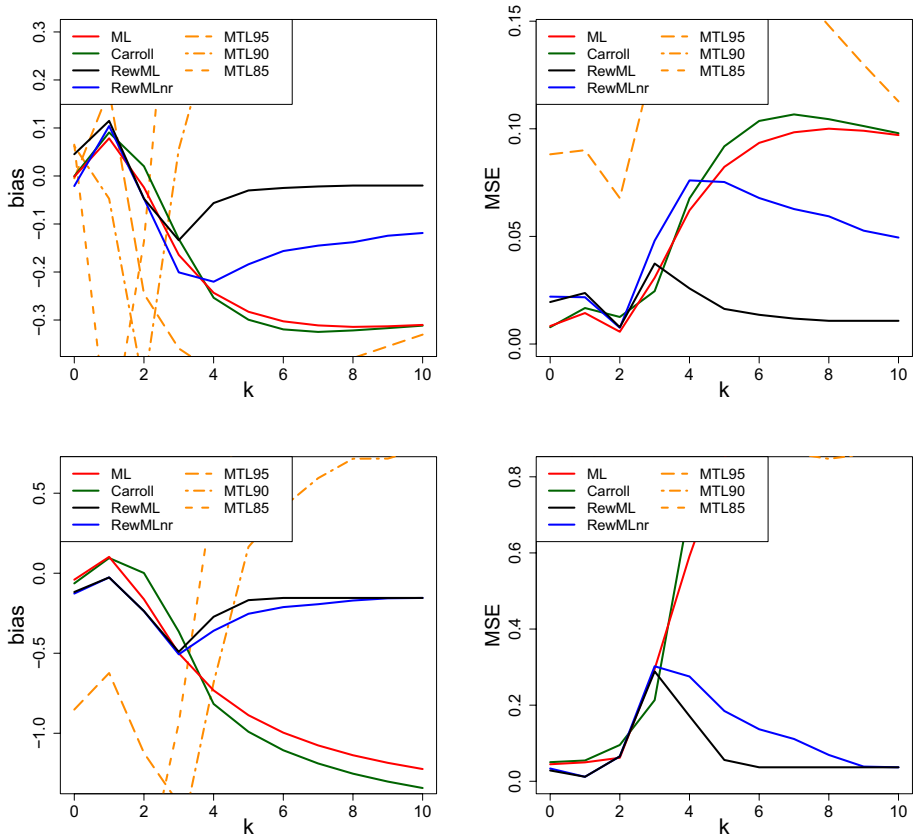 ML MTL95
Carroll MTL90
RewML MTL85
RewMLnr
bias
0.3
0.1
0.0
−0.1
−0.2
−0.3
0 2 4 6 8 10
k
MSE
0.15
0.10
0.05
0.00
0 2 4 6 8 10
k
ML MTL95
Carroll MTL90
RewML MTL85
RewMLnr
ML MTL95
Carroll MTL90
RewML MTL85
RewMLnr
bias
0.5
0.0
−0.5
−1.0
0 2 4 6 8 10
k
ML MTL95
Carroll MTL90
RewML MTL85
RewMLnr
MSE
0.8
0.6
0.4
0.2
0.0
0 2 4 6 8 10
k